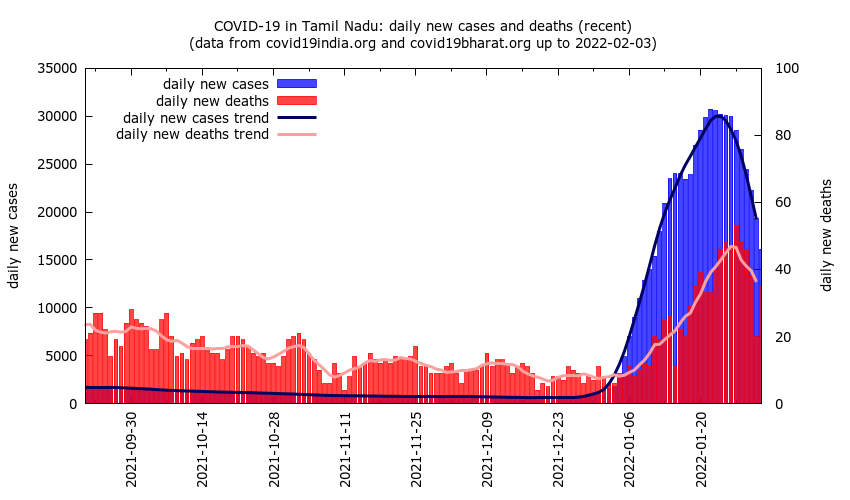 COVID-19 in Tamil Nadu: daily new cases and deaths (recent)
(data from covid19india.org and covid19bharat.org up to 2022-02-03)
daily new cases
daily new deaths
daily new cases trend
daily new deaths trend
daily new cases
35000
30000
25000
20000
15000
10000
5000
0
100
80
60
40
20
0
daily new deaths
2021-09-30
2021-10-14
2021-10-28
2021-11-11
2021-11-25
2021-12-09
2021-12-23
2022-01-06
2022-01-20